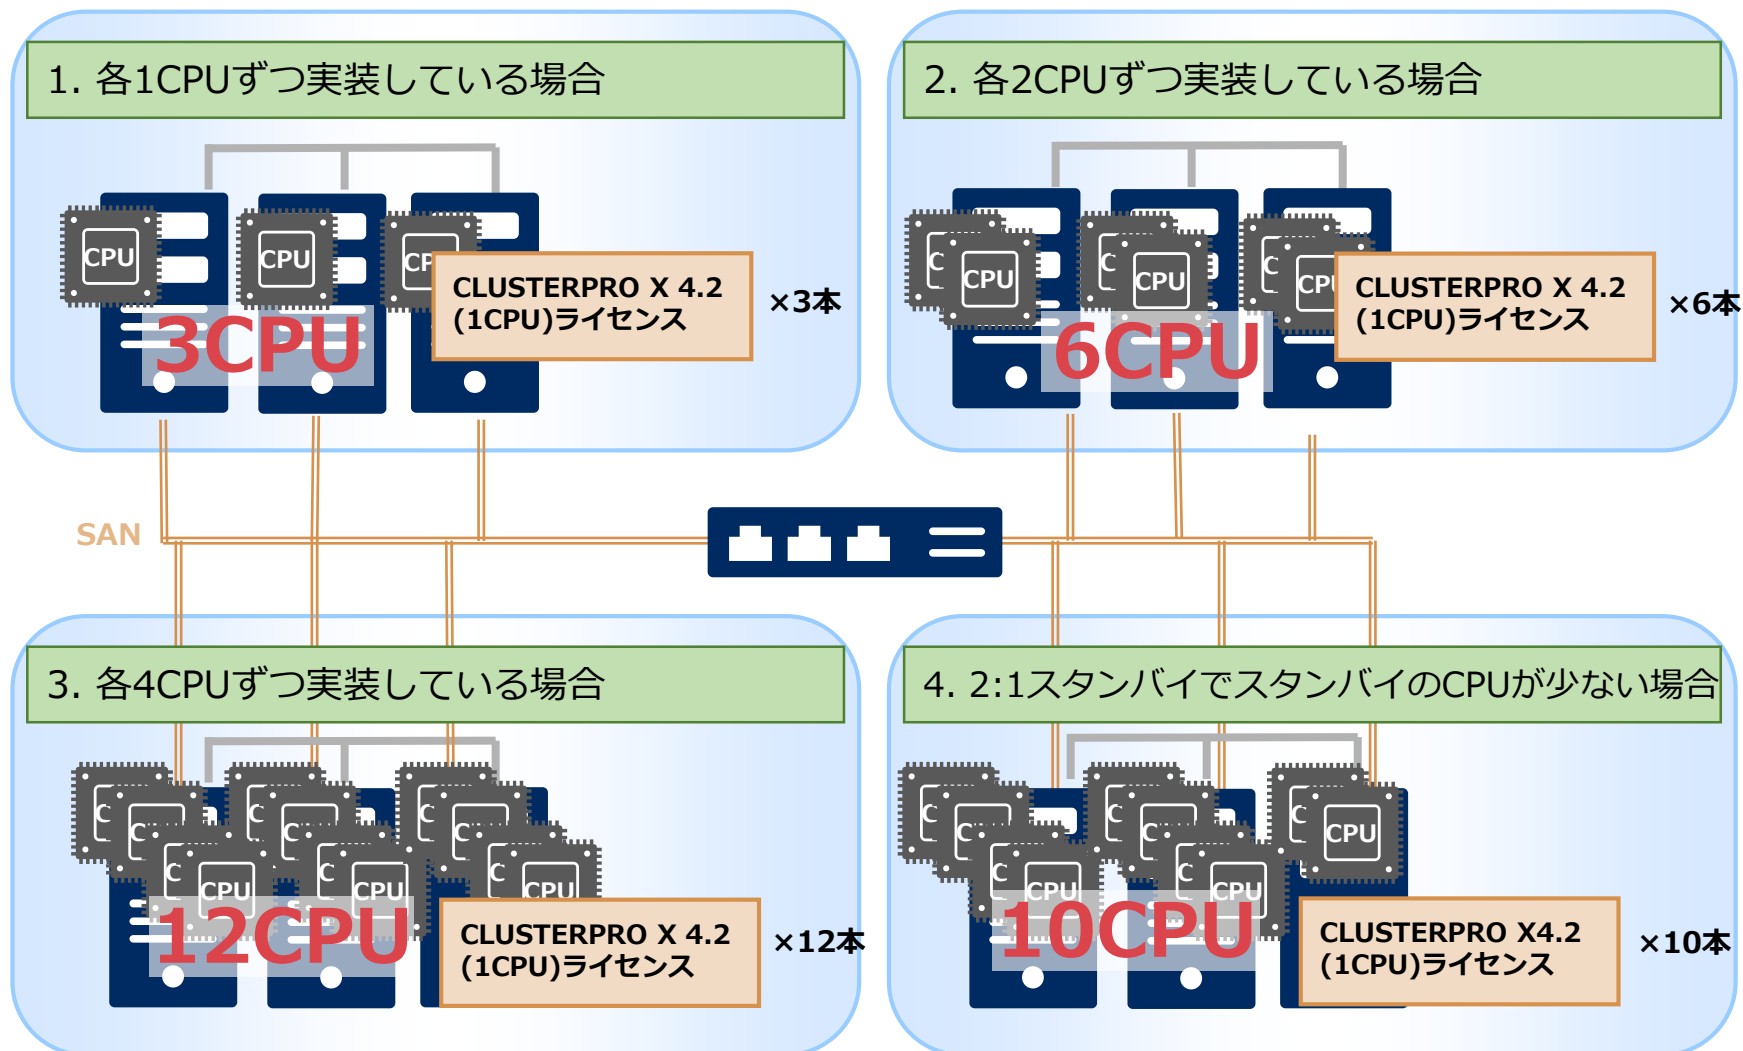 1. 各1CPUずつ実装している場合
CPU
CPU
CP
3CPU
CLUSTERPRO X 4.2
(1CPU)ライセンス
×3本
2. 各2CPUずつ実装している場合
C
CPU
C
CPU
C
CPU
6CPU
CLUSTERPRO X 4.2
(1CPU)ライセンス
×6本
SAN
3. 各4CPUずつ実装している場合
C
C
C
CPU
C
C
C
CPU
C
C
C
CPU
12CPU
CLUSTERPRO X 4.2
(1CPU)ライセンス
×12本
4. 2:1スタンバイでスタンバイのCPUが少ない場合
C
C
C
CPU
C
C
C
CPU
C
CPU
10CPU
CLUSTERPRO X4.2
(1CPU)ライセンス
×10本